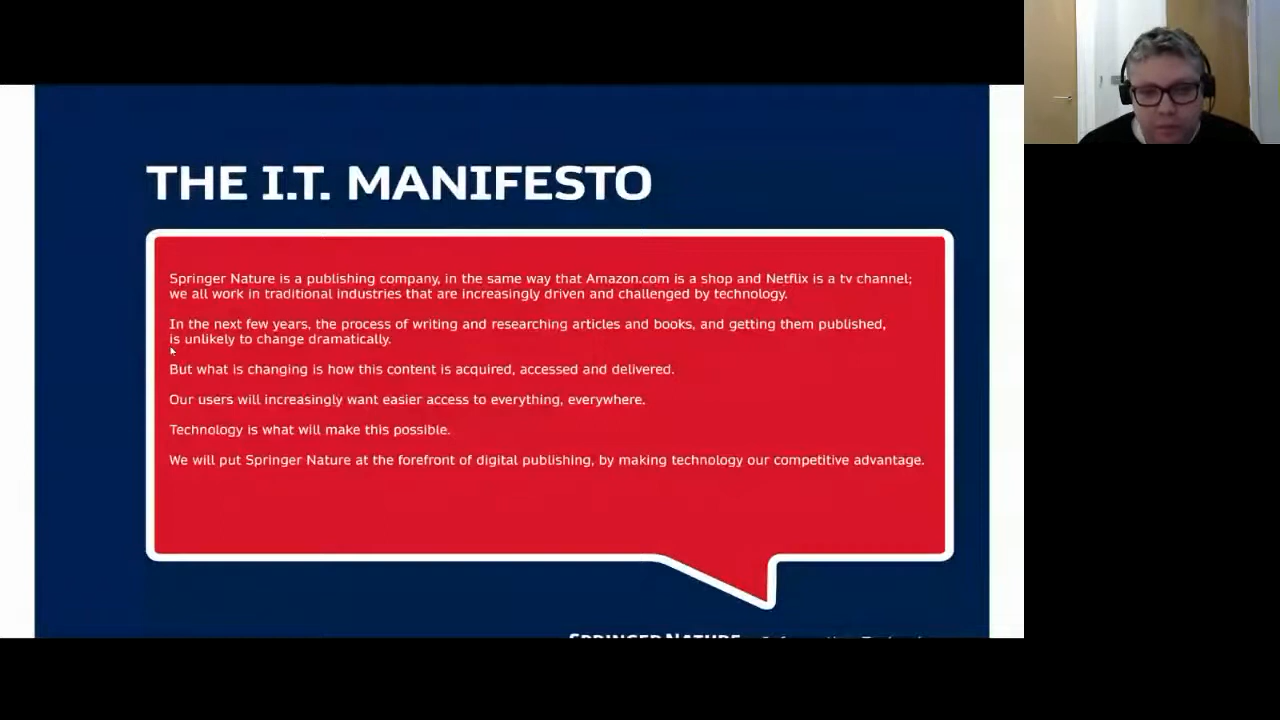 THE I.T. MANIFESTO
Springer Nature is a publishing company, in the same way that Amazon.com is a shop and Netflix is a tv channel;
we all work in traditional industries that are increasingly driven and challenged by technology.
In the next few years, the process of writing and researching articles and books, and getting them published,
is unlikely to change dramatically.
But what is changing is how this content is acquired, accessed and delivered.
Our users will increasingly want easier access to everything, everywhere.
Technology is what will make this possible.
We will put Springer Nature at the forefront of digital publishing, by making technology our competitive advantage.
SPRINGER NATURE